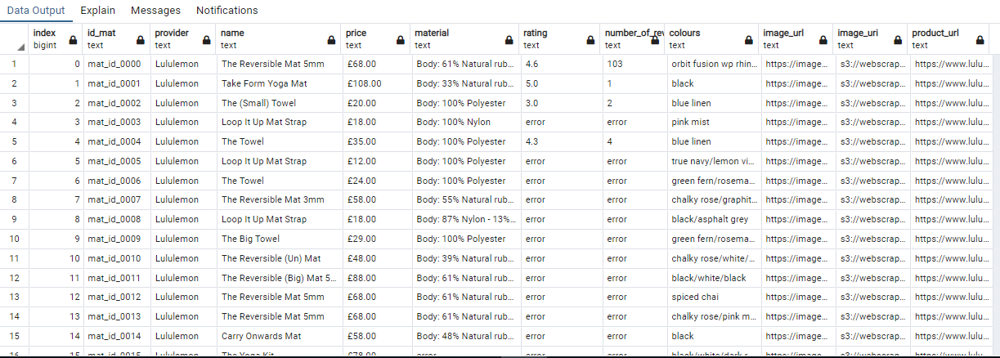 Data Output Explain Messages Notifications
index id_mat provider name price material rating number_of_rev colours image_url image_uri product_url
bigint text text text text text text text text text text text
1 0 mat_id_0000 Lululemon The Reversible Mat 5mm £68.00 Body: 61% Natural rub... 4.6 103 orbit fusion wp rhin... https://image... s3://webscrap... https://www.lulu...
2 1 mat_id_0001 Lululemon Take Form Yoga Mat £108.00 Body: 33% Natural rub... 5.0 1 black https://image... s3://webscrap... https://www.lulu...
3 2 mat_id_0002 Lululemon The (Small) Towel £20.00 Body: 100% Polyester 3.0 2 blue linen https://image... s3://webscrap... https://www.lulu...
4 3 mat_id_0003 Lululemon Loop It Up Mat Strap £18.00 Body: 100% Nylon error error pink mist https://image... s3://webscrap... https://www.lulu...
5 4 mat_id_0004 Lululemon The Towel £35.00 Body: 100% Polyester 4.3 4 blue linen https://image... s3://webscrap... https://www.lulu...
6 5 mat_id_0005 Lululemon Loop It Up Mat Strap £12.00 Body: 100% Polyester error error true navy/lemon vi... https://image... s3://webscrap... https://www.lulu...
7 6 mat_id_0006 Lululemon The Towel £24.00 Body: 100% Polyester error error green fern/rosema... https://image... s3://webscrap... https://www.lulu...
8 7 mat_id_0007 Lululemon The Reversible Mat 3mm £58.00 Body: 55% Natural rub... error error chalky rose/graphit... https://image... s3://webscrap... https://www.lulu...
9 8 mat_id_0008 Lululemon Loop It Up Mat Strap £18.00 Body: 87% Nylon - 13%... error error black/asphalt grey https://image... s3://webscrap... https://www.lulu...
10 9 mat_id_0009 Lululemon The Big Towel £29.00 Body: 100% Polyester error error green fern/rosema... https://image... s3://webscrap... https://www.lulu...
11 10 mat_id_0010 Lululemon The Reversible (Un) Mat £48.00 Body: 39% Natural rub... error error chalky rose/white/... https://image... s3://webscrap... https://www.lulu...
12 11 mat_id_0011 Lululemon The Reversible (Big) Mat 5... £88.00 Body: 61% Natural rub... error error black/white/black https://image... s3://webscrap... https://www.lulu...
13 12 mat_id_0012 Lululemon The Reversible Mat 5mm £68.00 Body: 61% Natural rub... error error spiced chai https://image... s3://webscrap... https://www.lulu...
14 13 mat_id_0013 Lululemon The Reversible Mat 5mm £68.00 Body: 61% Natural rub... error error chalky rose/pink m... https://image... s3://webscrap... https://www.lulu...
15 14 mat_id_0014 Lululemon Carry Onwards Mat £58.00 Body: 48% Natural rub... error error black https://image... s3://webscrap... https://www.lulu...
16 15 mat_id_0015 Lululemon The Yoga Kit £78.00 error error error https://image... s3://webscrap... https://www.lulu...